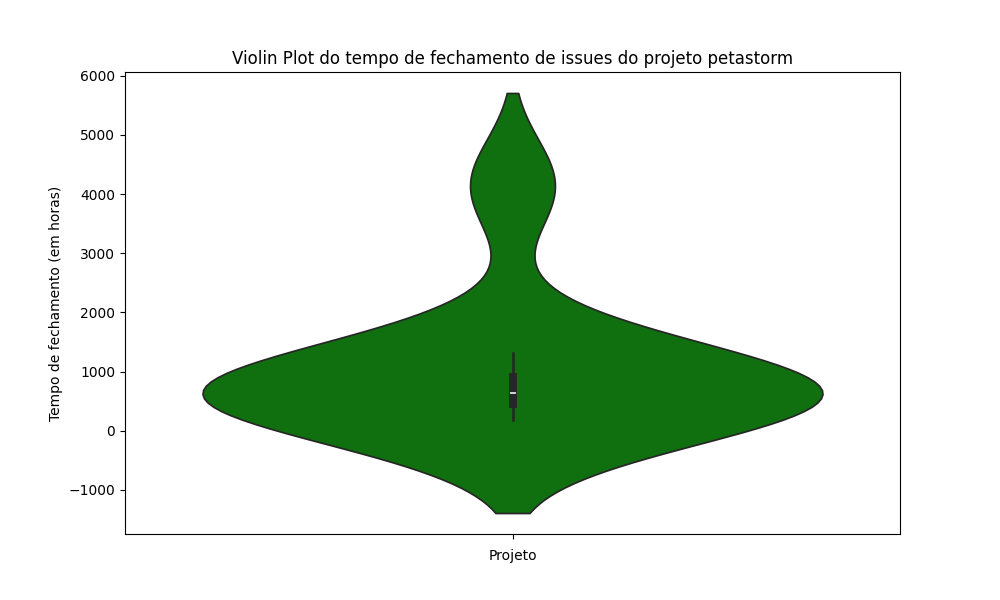 Violin Plot do tempo de fechamento de issues do projeto petastorm
6000
5000
4000
3000
2000
1000
0
−1000
Tempo de fechamento (em horas)
Projeto